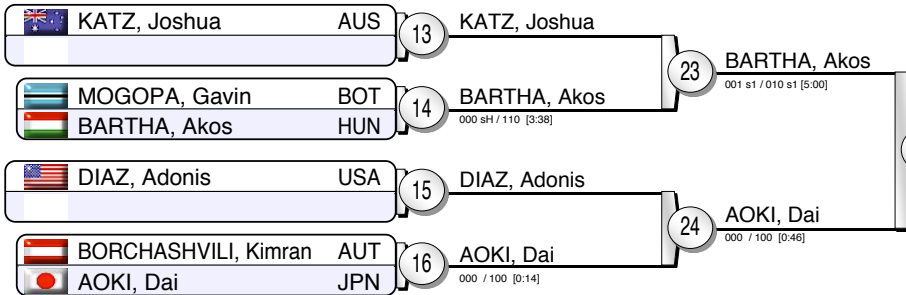 KATZ, Joshua AUS
13
KATZ, Joshua
MOGOPA, Gavin BOT
BARTHA, Akos HUN
14
BARTHA, Akos
000 sH / 110 [3:38]
23
BARTHA, Akos
001 s1 / 010 s1 [5:00]
DIAZ, Adonis USA
15
DIAZ, Adonis
BORCHASHVILI, Kimran AUT
AOKI, Dai JPN
16
AOKI, Dai
000 / 100 [0:14]
24
AOKI, Dai
000 / 100 [0:46]